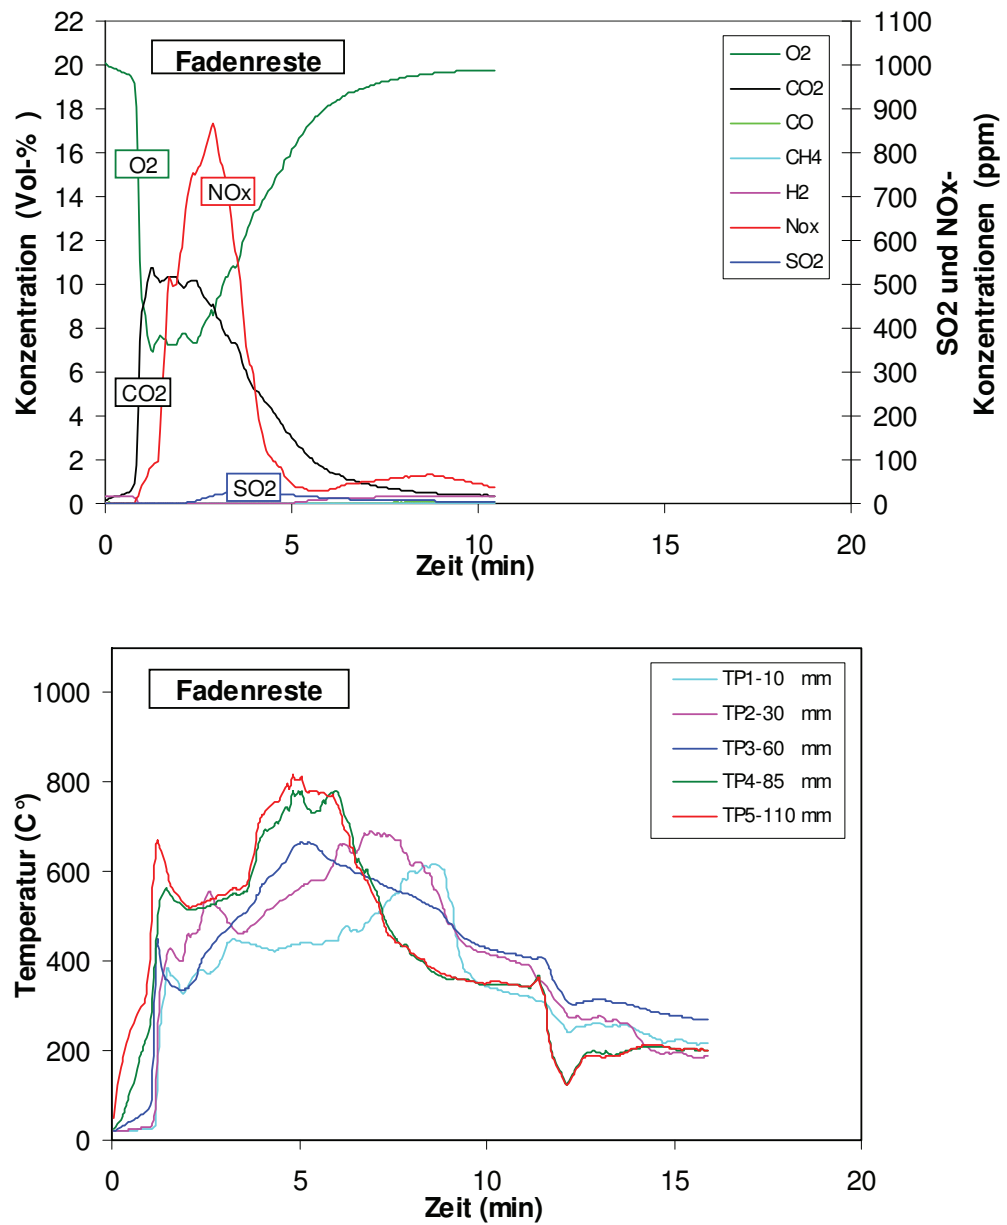 Fadenreste
22
20
18
16
14
12
10
8
6
4
2
0
Konzentration (Vol-% )
1100
1000
900
800
700
600
500
400
300
200
100
0
SO2 und NOx-
Konzentrationen (ppm)
O2
CO2
CO
CH4
H2
Nox
SO2
O2
NOx
CO2
SO2
0
5
10
15
20
Zeit (min)
Fadenreste
1000
800
600
400
200
0
Temperatur (C°)
TP1-10 mm
TP2-30 mm
TP3-60 mm
TP4-85 mm
TP5-110 mm
0
5
10
15
20
Zeit (min)